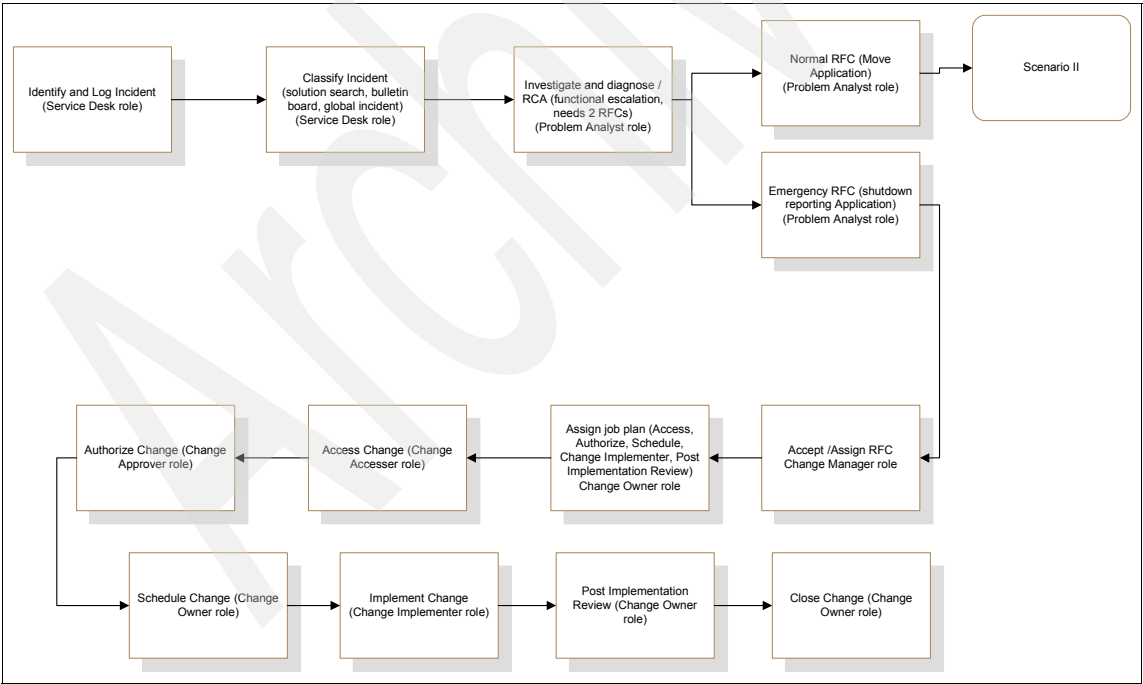 Identify and Log Incident
(Service Desk role)
Classify Incident
(solution search, bulletin
board, global incident)
(Service Desk role)
Investigate and diagnose /
RCA (functional escalation,
needs 2 RFCs)
(Problem Analyst role)
Normal RFC (Move
Application)
(Problem Analyst role)
Scenario II
Emergency RFC (shutdown
reporting Application)
(Problem Analyst role)
Authorize Change (Change
Approver role)
Access Change (Change
Accesser role)
Assign job plan (Access,
Authorize, Schedule,
Change Implementer, Post
Implementation Review)
Change Owner role
Accept /Assign RFC
Change Manager role
Schedule Change (Change
Owner role)
Implement Change
(Change Implementer role)
Post Implementation
Review (Change Owner
role)
Close Change (Change
Owner role)